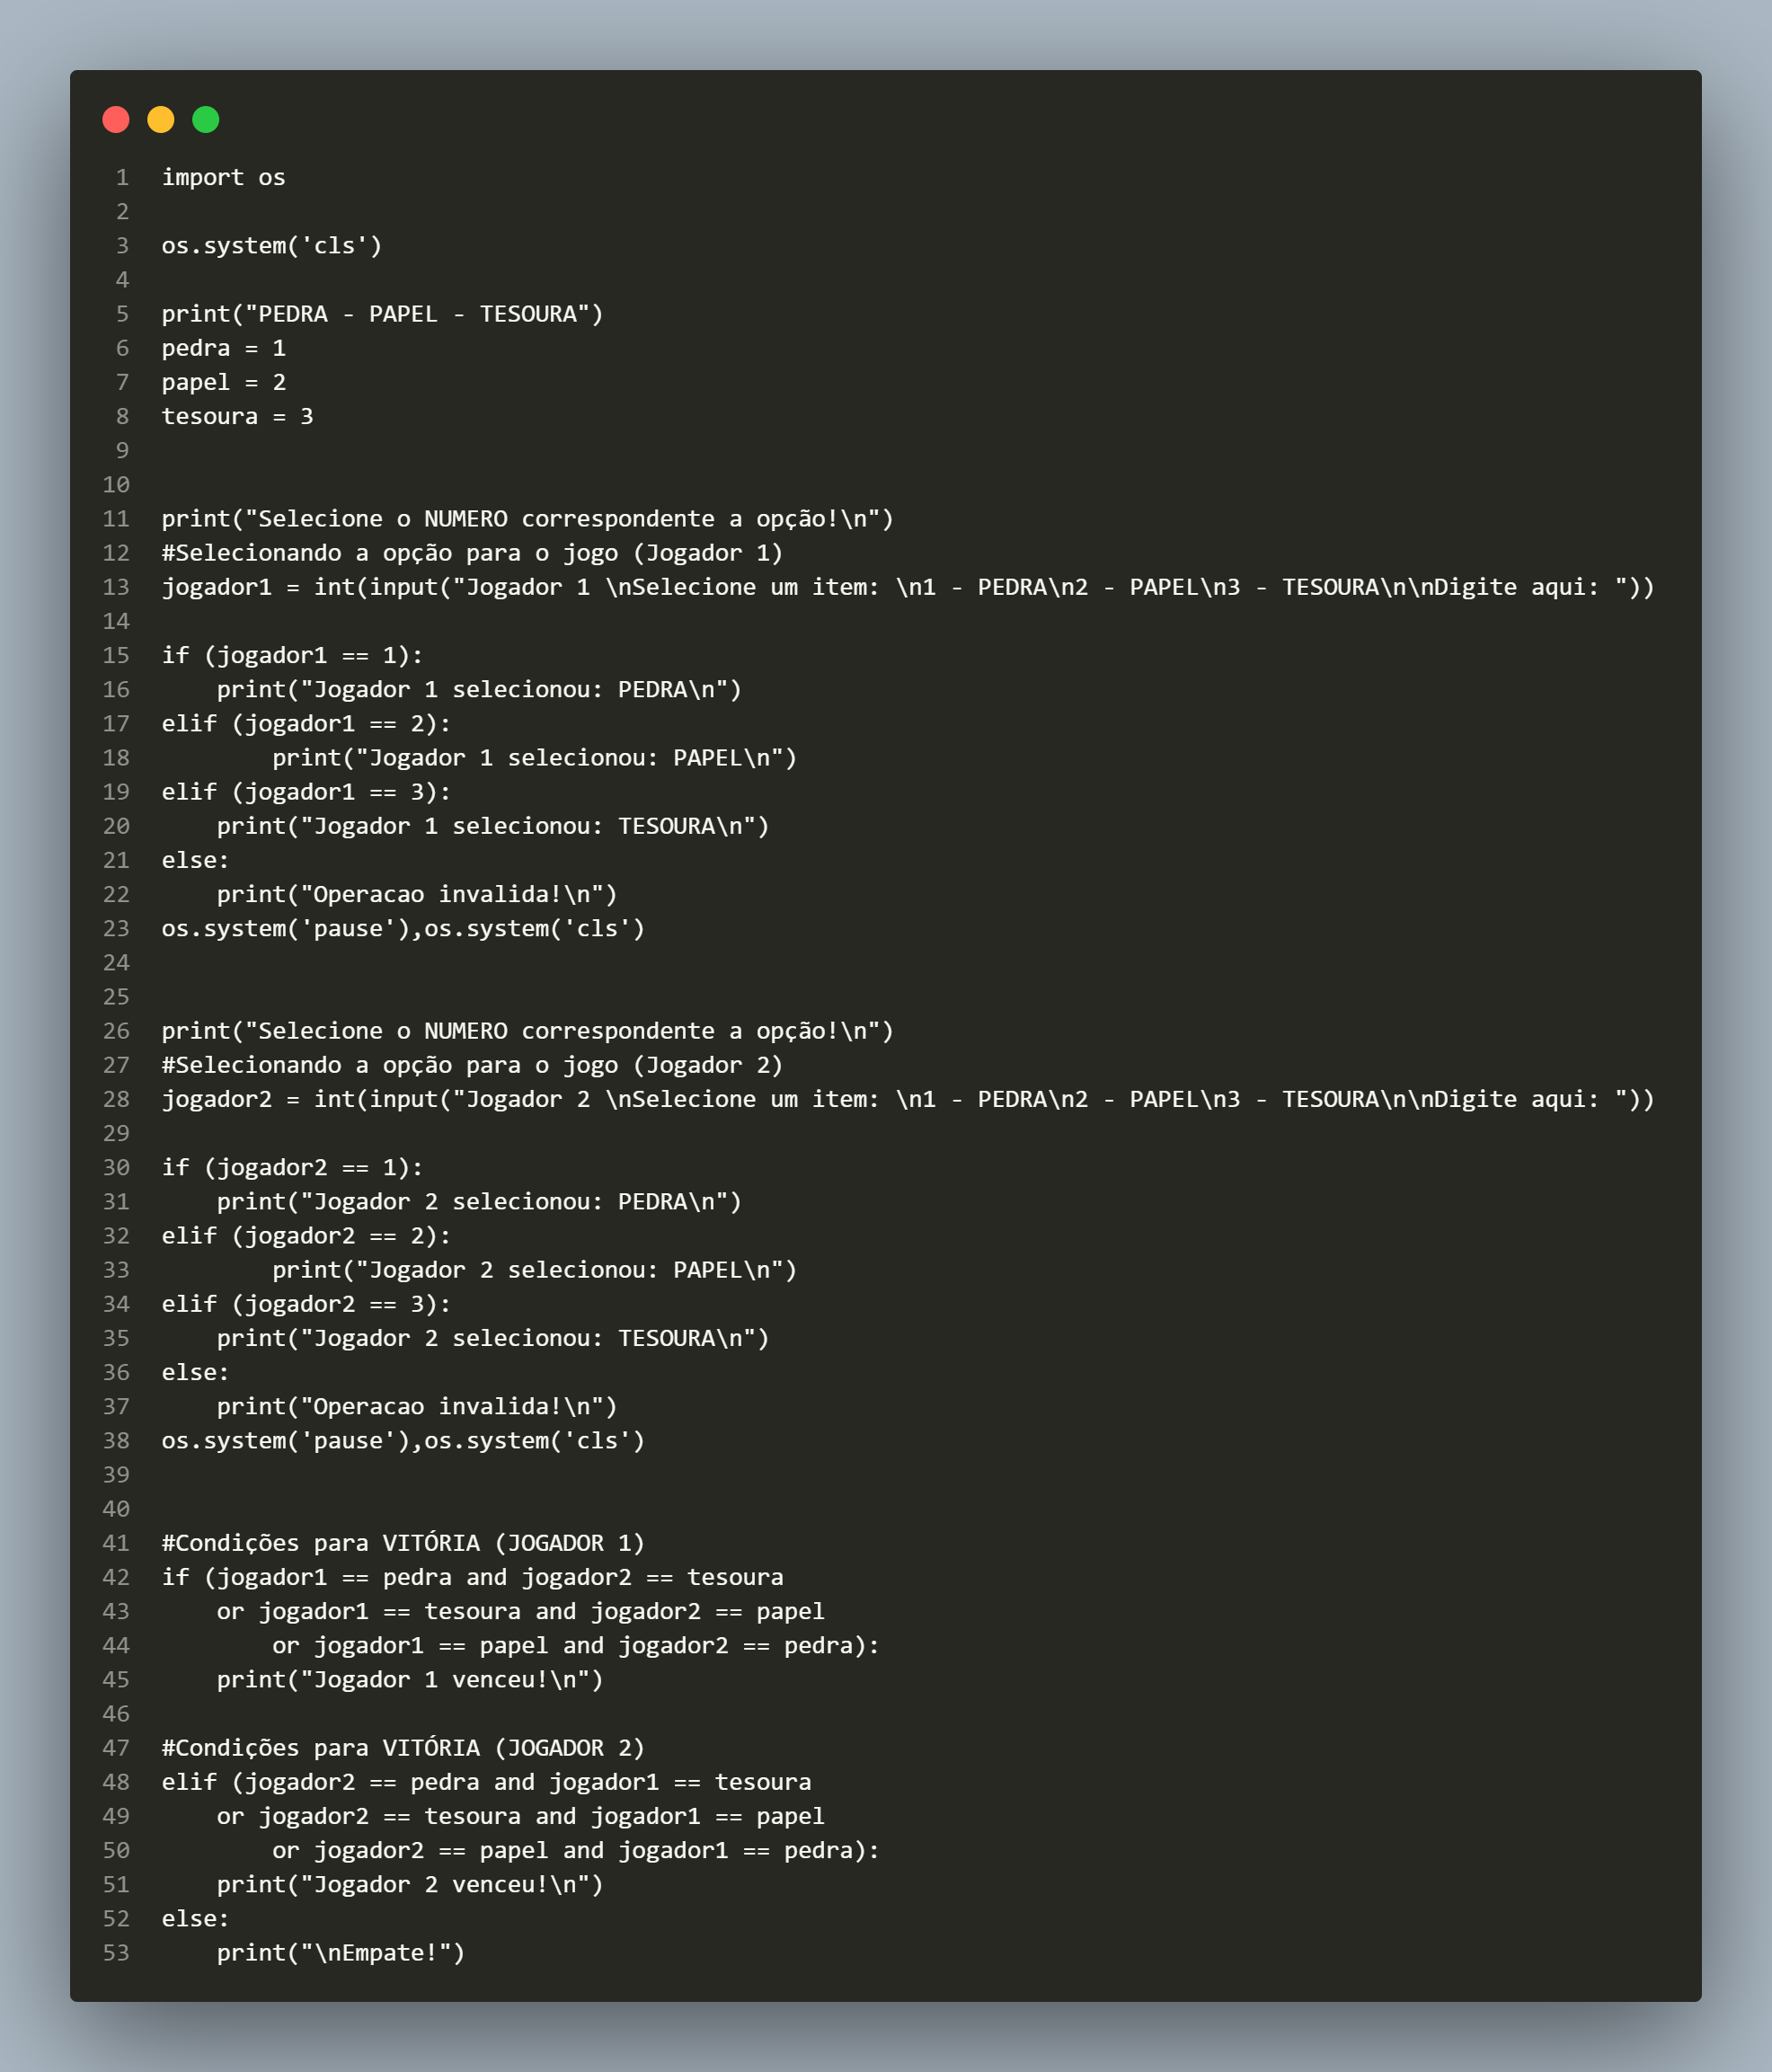 1 import os
2
3 os.system('cls')
4
5 print("PEDRA - PAPEL - TESOURA")
6 pedra = 1
7 papel = 2
8 tesoura = 3
9
10
11 print("Selecione o NUMERO correspondente a opção!\n")
12 #Selecionando a opção para o jogo (Jogador 1)
13 jogador1 = int(input("Jogador 1 \nSelecione um item: \n1 - PEDRA\n2 - PAPEL\n3 - TESOURA\n\nDigite aqui: "))
14
15 if (jogador1 == 1):
16     print("Jogador 1 selecionou: PEDRA\n")
17 elif (jogador1 == 2):
18         print("Jogador 1 selecionou: PAPEL\n")
19 elif (jogador1 == 3):
20     print("Jogador 1 selecionou: TESOURA\n")
21 else:
22     print("Operacao invalida!\n")
23 os.system('pause'),os.system('cls')
24
25
26 print("Selecione o NUMERO correspondente a opção!\n")
27 #Selecionando a opção para o jogo (Jogador 2)
28 jogador2 = int(input("Jogador 2 \nSelecione um item: \n1 - PEDRA\n2 - PAPEL\n3 - TESOURA\n\nDigite aqui: "))
29
30 if (jogador2 == 1):
31     print("Jogador 2 selecionou: PEDRA\n")
32 elif (jogador2 == 2):
33         print("Jogador 2 selecionou: PAPEL\n")
34 elif (jogador2 == 3):
35     print("Jogador 2 selecionou: TESOURA\n")
36 else:
37     print("Operacao invalida!\n")
38 os.system('pause'),os.system('cls')
39
40
41 #Condições para VITÓRIA (JOGADOR 1)
42 if (jogador1 == pedra and jogador2 == tesoura
43     or jogador1 == tesoura and jogador2 == papel
44         or jogador1 == papel and jogador2 == pedra):
45     print("Jogador 1 venceu!\n")
46
47 #Condições para VITÓRIA (JOGADOR 2)
48 elif (jogador2 == pedra and jogador1 == tesoura
49     or jogador2 == tesoura and jogador1 == papel
50         or jogador2 == papel and jogador1 == pedra):
51     print("Jogador 2 venceu!\n")
52 else:
53     print("\nEmpate!")